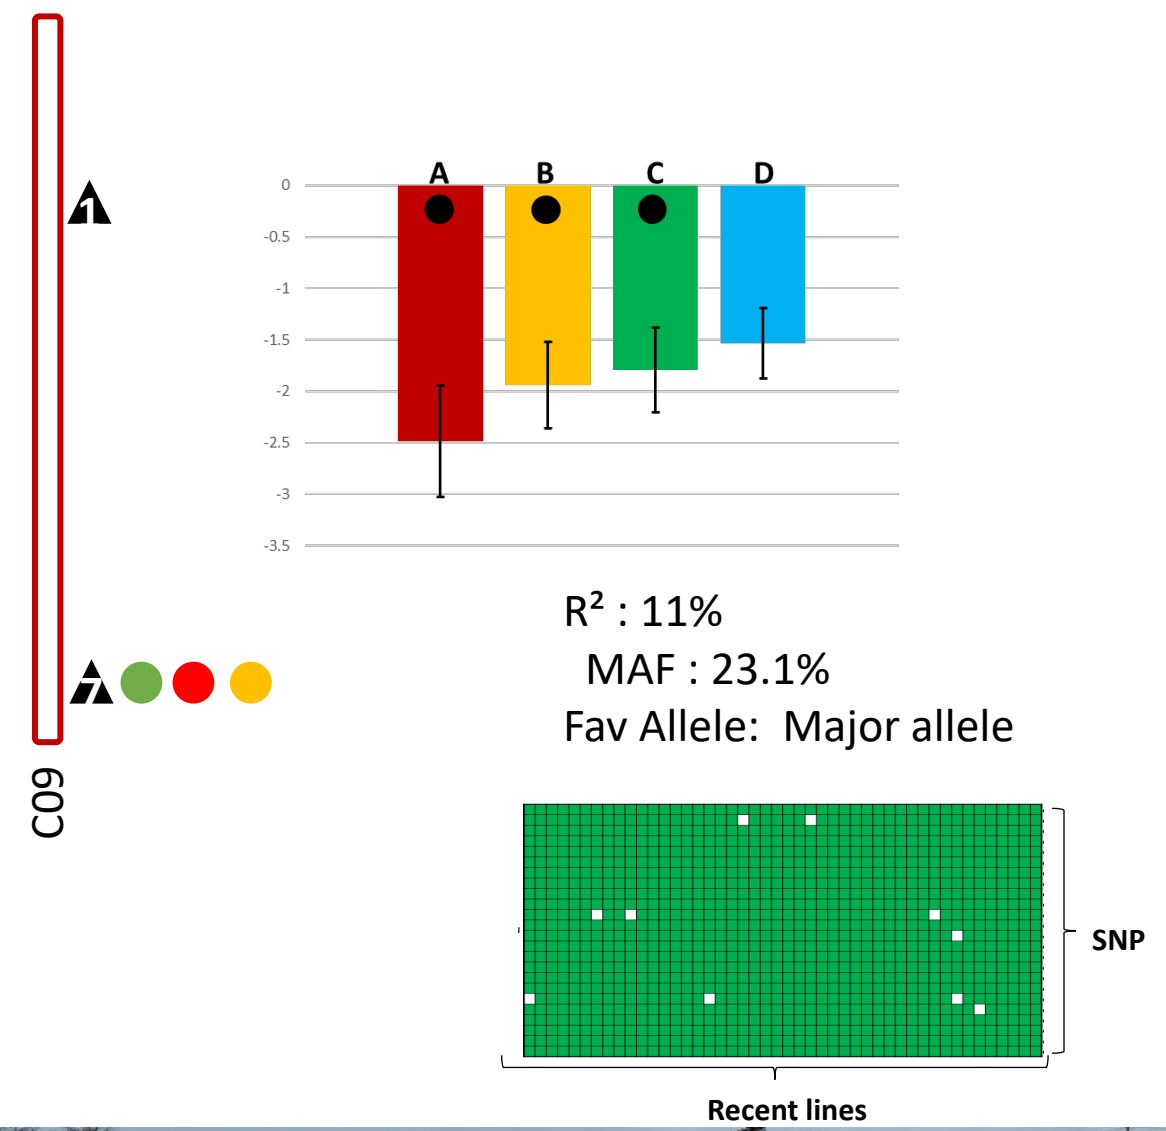 1
A B C D
0
-0.5
-1
-1.5
-2
-2.5
-3
-3.5
R² : 11%
MAF : 23.1%
7
Fav Allele: Major allele
C09
SNP
Recent lines